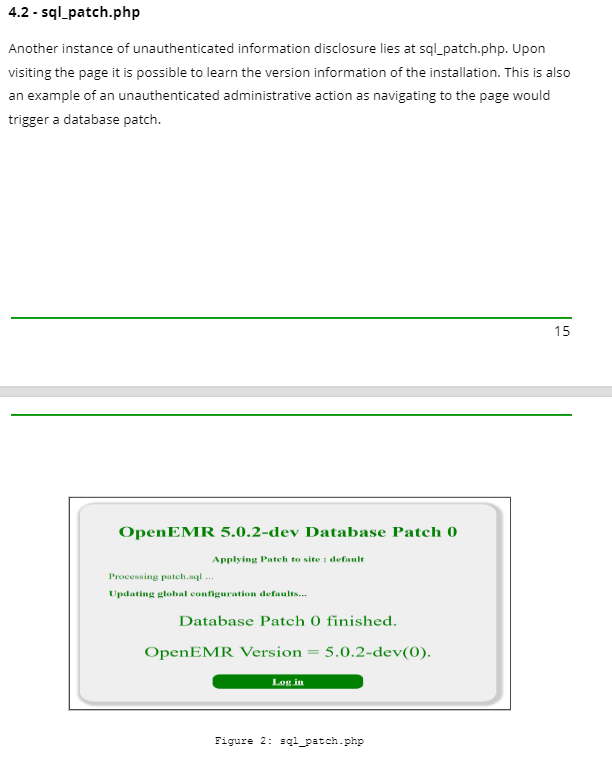 4.2 - sql_patch.php
Another instance of unauthenticated information disclosure lies at sql_patch.php. Upon
visiting the page it is possible to learn the version information of the installation. This is also
an example of an unauthenticated administrative action as navigating to the page would
trigger a database patch.
15
OpenEMR 5.0.2-dev Database Patch 0
Applying Patch to site : default
Processing patch.sql ...
Updating global configuration defaults...
Database Patch 0 finished.
OpenEMR Version = 5.0.2-dev(0).
Log in
Figure 2: sql_patch.php